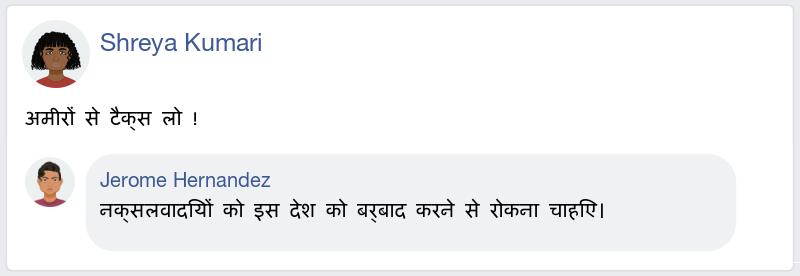 Shreya Kumari
अमीरों से टैक्स लो !
Jerome Hernandez
नक्सलवादियों को इस देश को बर्बाद करने से रोकना चाहिए।